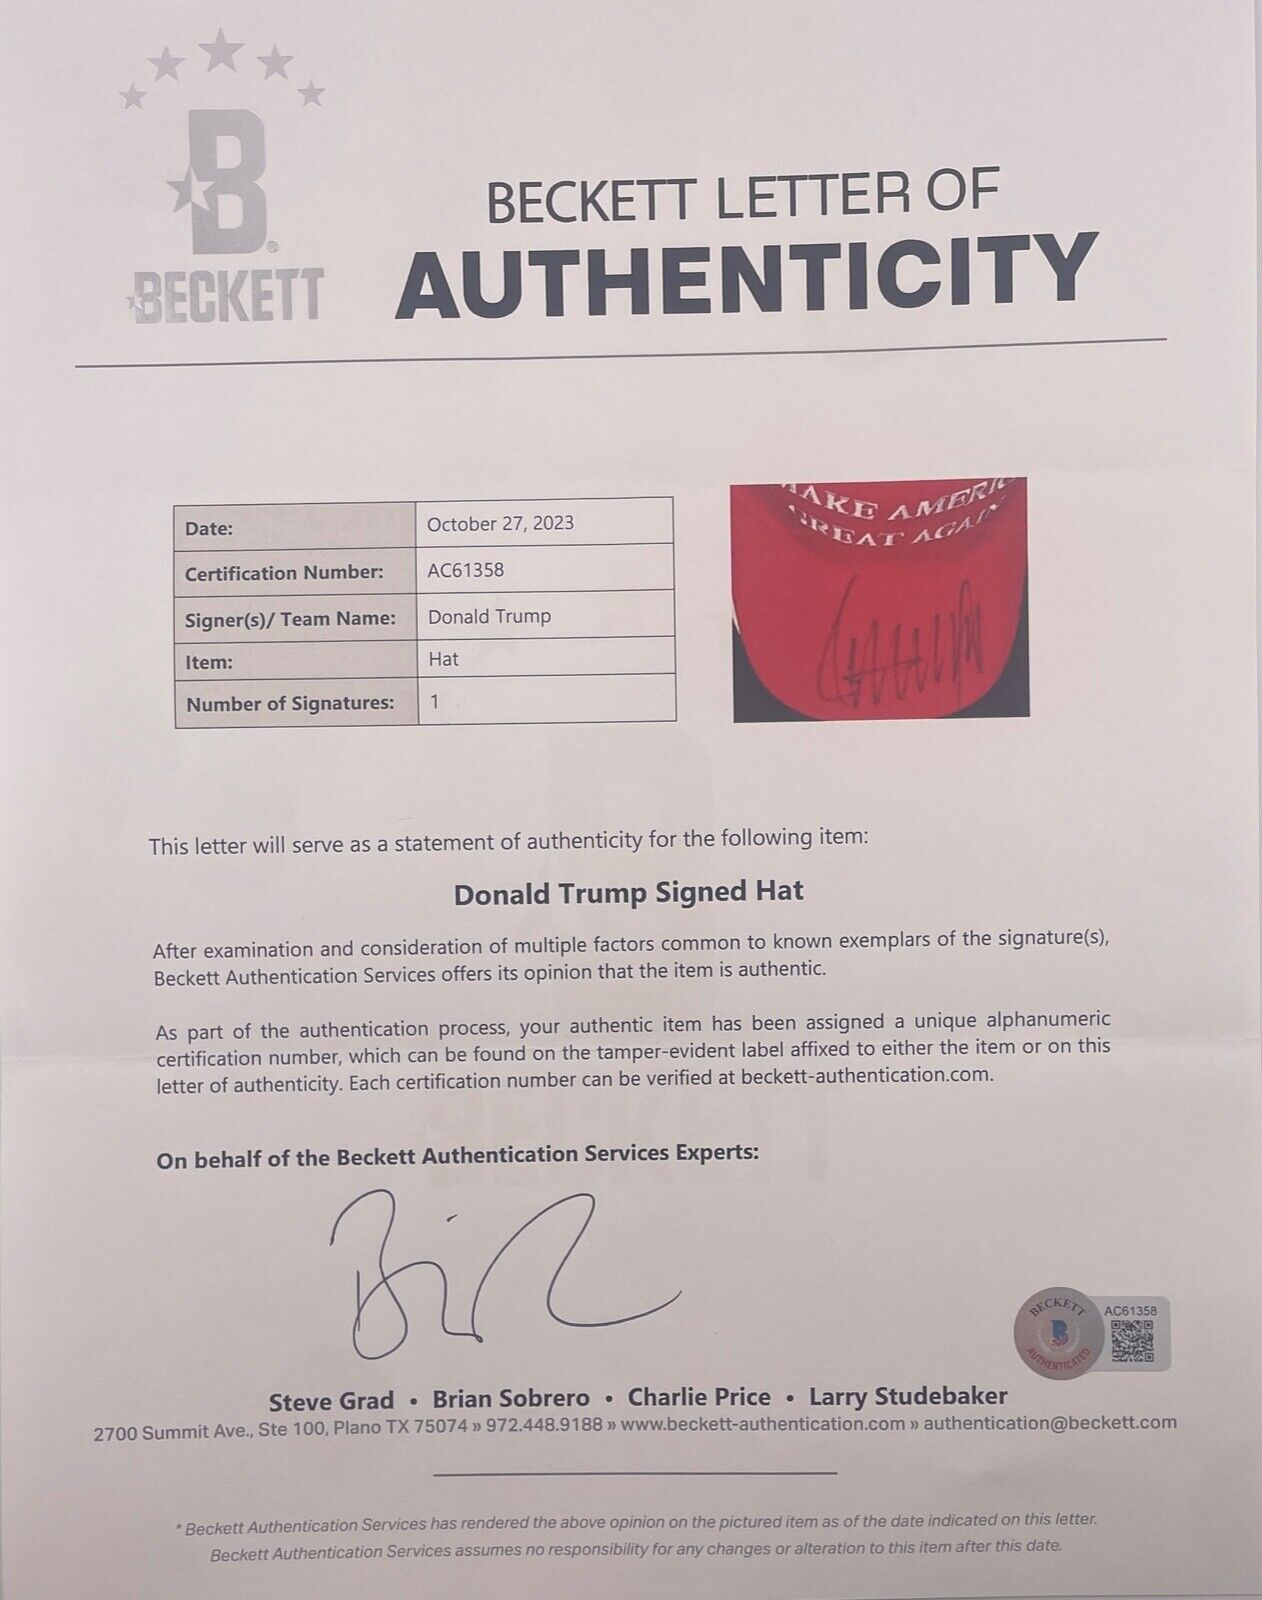 BECKETT
BECKETT LETTER OF
AUTHENTICITY
Date: October 27, 2023
Certification Number: AC61358
Signer(s)/ Team Name: Donald Trump
Item: Hat
Number of Signatures: 1
MAKE AMERIC
GREAT AGAIN
This letter will serve as a statement of authenticity for the following item:
Donald Trump Signed Hat
After examination and consideration of multiple factors common to known exemplars of the signature(s),
Beckett Authentication Services offers its opinion that the item is authentic.
As part of the authentication process, your authentic item has been assigned a unique alphanumeric
certification number, which can be found on the tamper-evident label affixed to either the item or on this
letter of authenticity. Each certification number can be verified at beckett-authentication.com.
On behalf of the Beckett Authentication Services Experts:
BECKETT
B
AUTHENTICATED
AC61358
Steve Grad • Brian Sobrero • Charlie Price • Larry Studebaker
2700 Summit Ave., Ste 100, Plano TX 75074 » 972.448.9188 » www.beckett-authentication.com » authentication@beckett.com
* Beckett Authentication Services has rendered the above opinion on the pictured item as of the date indicated on this letter.
Beckett Authentication Services assumes no responsibility for any changes or alteration to this item after this date.